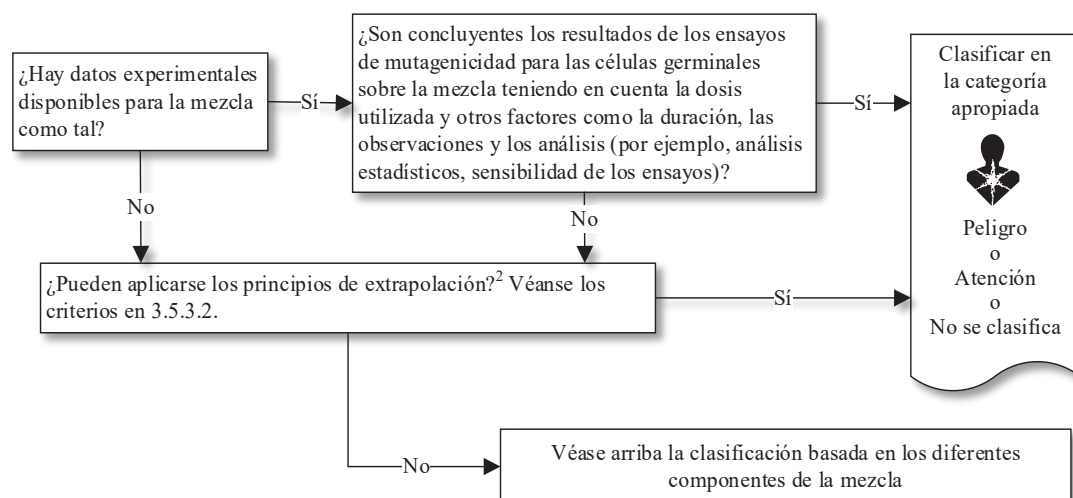 ¿Hay datos experimentales
disponibles para la mezcla
como tal?
Sí
¿Son concluyentes los resultados de los ensayos
de mutagenicidad para las células germinales
sobre la mezcla teniendo en cuenta la dosis
utilizada y otros factores como la duración, las
observaciones y los análisis (por ejemplo, análisis
estadísticos, sensibilidad de los ensayos)?
Sí
Clasificar en
la categoría
apropiada
Peligro
o
Atención
o
No se clasifica
No
No
¿Pueden aplicarse los principios de extrapolación?² Véanse los
criterios en 3.5.3.2.
Sí
No
Véase arriba la clasificación basada en los diferentes
componentes de la mezcla